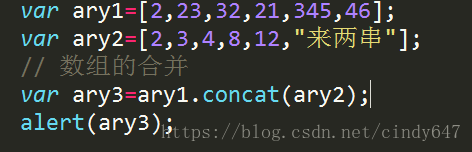 var ary1=[2,23,32,21,345,46];
var ary2=[2,3,4,8,12,"来两串"];
// 数组的合并
var ary3=ary1.concat(ary2);
alert(ary3);
https://blog.csdn.net/cindy647